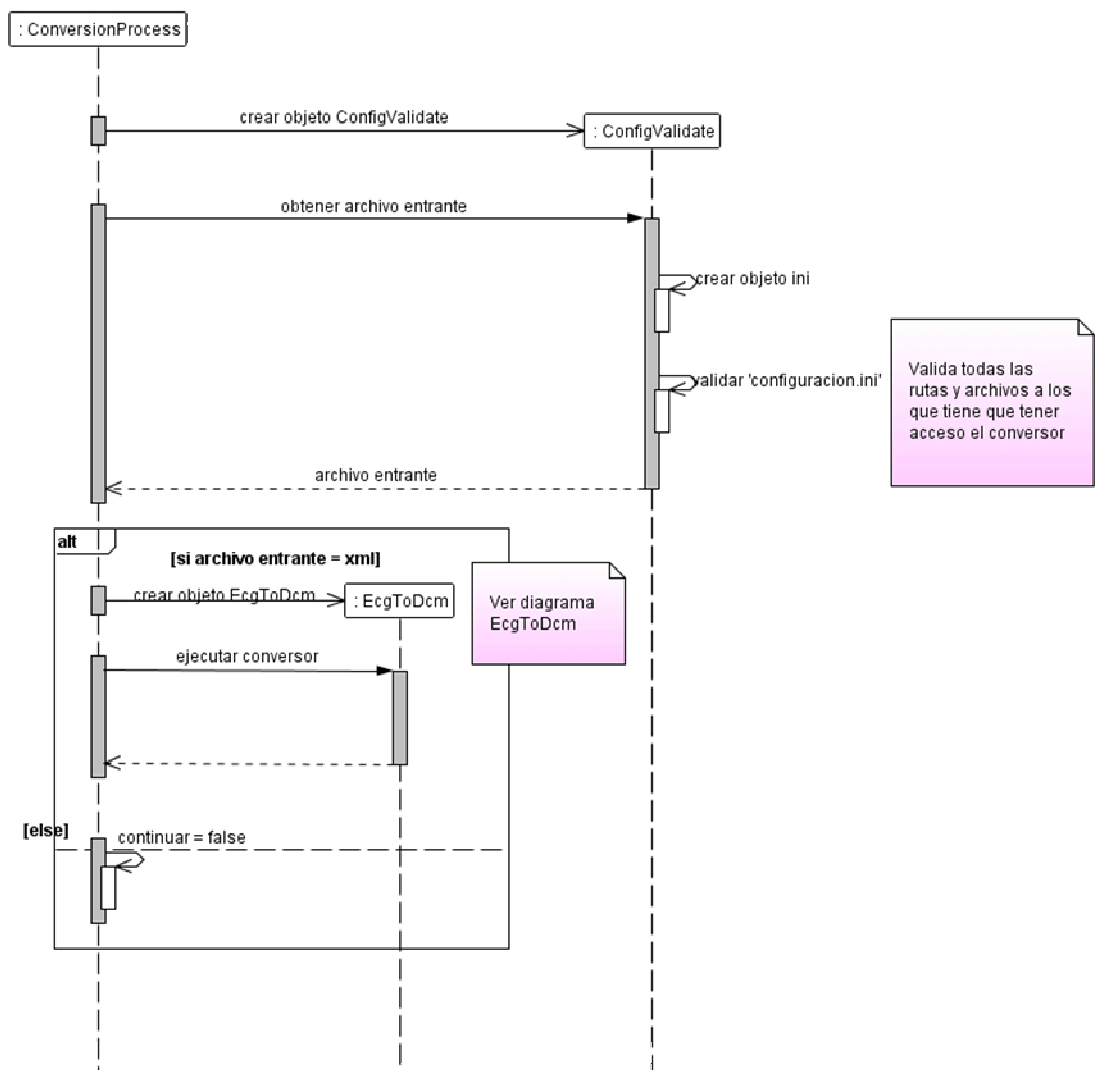 : ConversionProcess
crear objeto ConfigValidate
: ConfigValidate
obtener archivo entrante
crear objeto ini
validar 'configuracion.ini'
Valida todas las
rutas y archivos a los
que tiene que tener
acceso el conversor
archivo entrante
alt
[si archivo entrante = xml]
crear objeto EcgToDcm
: EcgToDcm
Ver diagrama
EcgToDcm
ejecutar conversor
[else]
continuar = false